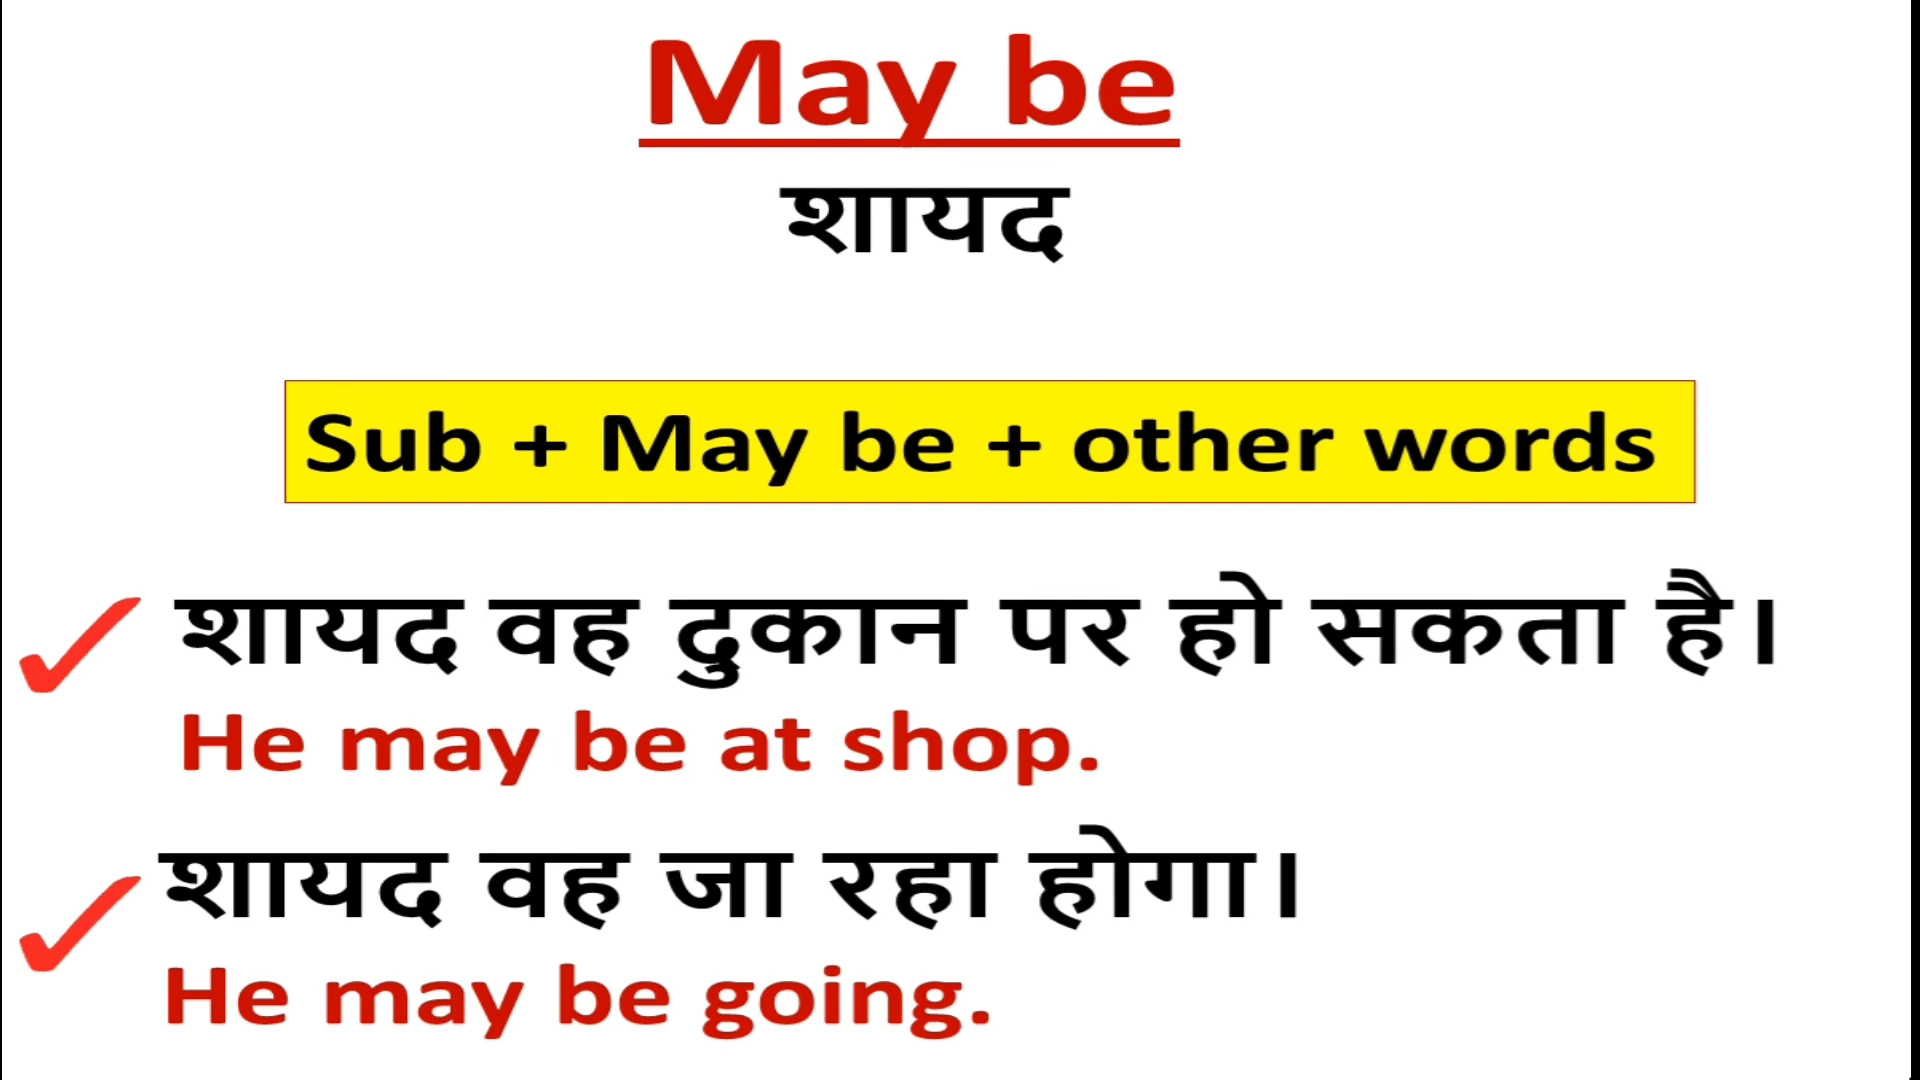 May be
शायद
Sub + May be + other words
शायद वह दुकान पर हो सकता है।
He may be at shop.
शायद वह जा रहा होगा।
He may be going.